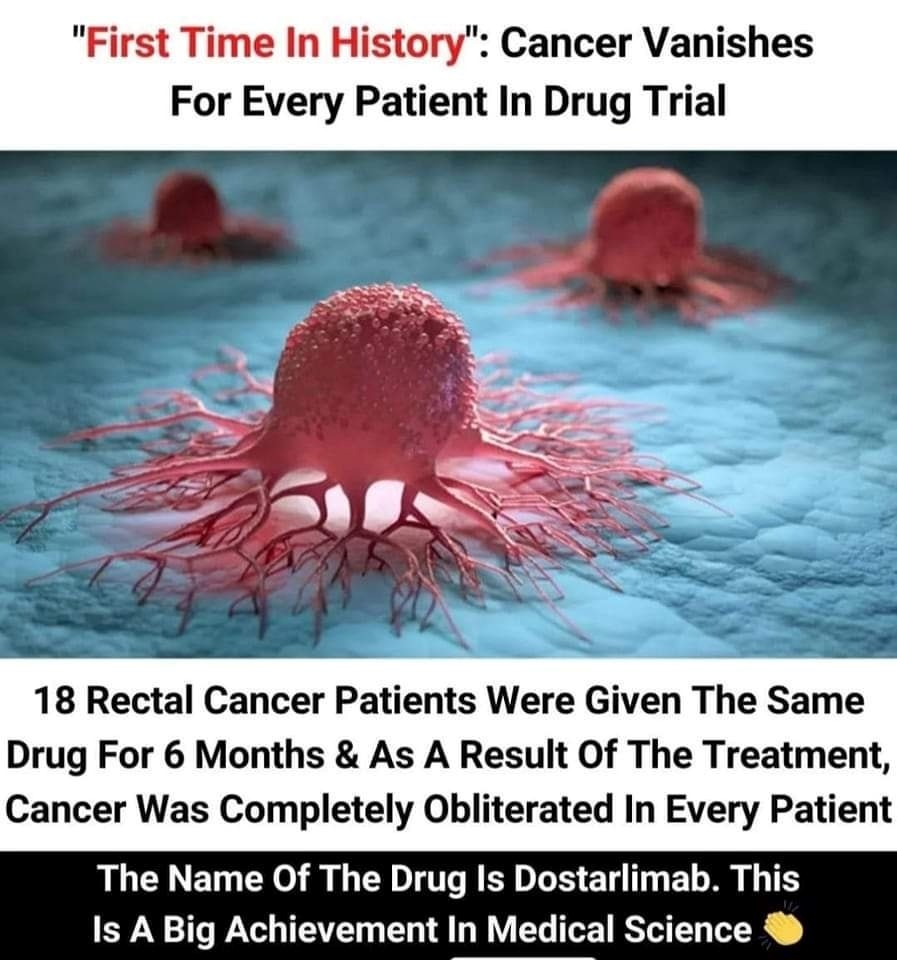 "First Time In History": Cancer Vanishes
For Every Patient In Drug Trial
18 Rectal Cancer Patients Were Given The Same
Drug For 6 Months & As A Result Of The Treatment,
Cancer Was Completely Obliterated In Every Patient
The Name Of The Drug Is Dostarlimab. This
Is A Big Achievement In Medical Science 👏